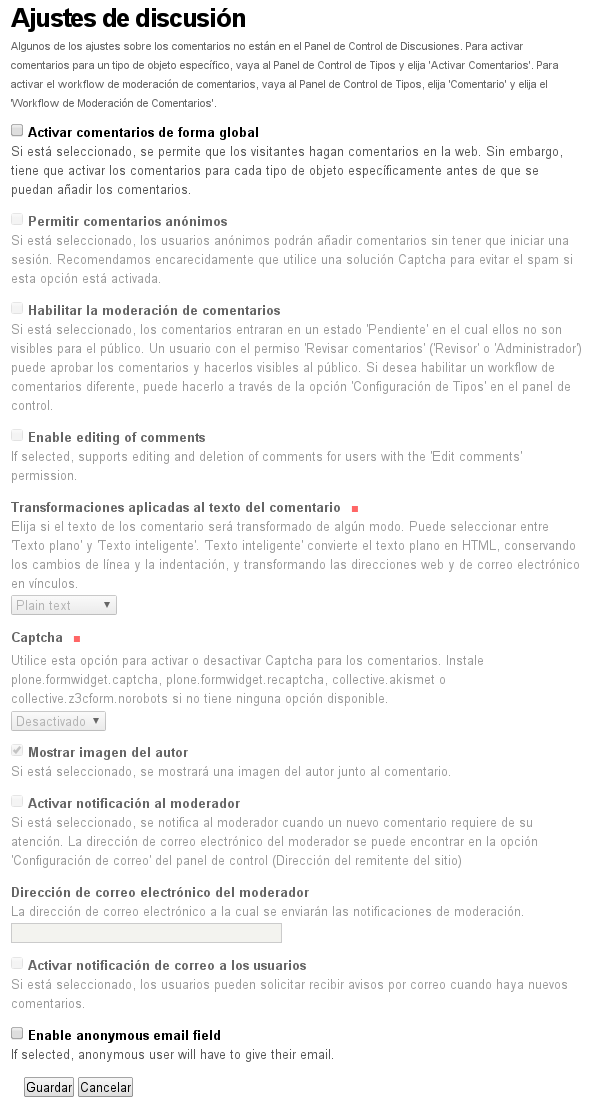 Ajustes de discusión
Algunos de los ajustes sobre los comentarios no están en el Panel de Control de Discusiones. Para activar
comentarios para un tipo de objeto específico, vaya al Panel de Control de Tipos y elija 'Activar Comentarios'. Para
activar el workflow de moderación de comentarios, vaya al Panel de Control de Tipos, elija 'Comentario' y elija el
'Workflow de Moderación de Comentarios'.
Activar comentarios de forma global
Si está seleccionado, se permite que los visitantes hagan comentarios en la web. Sin embargo,
tiene que activar los comentarios para cada tipo de objeto específicamente antes de que se
puedan añadir los comentarios.
Permitir comentarios anónimos
Si está seleccionado, los usuarios anónimos podrán añadir comentarios sin tener que iniciar una
sesión. Recomendamos encarecidamente que utilice una solución Captcha para evitar el spam si
esta opción está activada.
Habilitar la moderación de comentarios
Si está seleccionado, los comentarios entraran en un estado 'Pendiente' en el cual ellos no son
visibles para el público. Un usuario con el permiso 'Revisar comentarios' ('Revisor' o 'Administrador')
puede aprobar los comentarios y hacerlos visibles al público. Si desea habilitar un workflow de
comentarios diferente, puede hacerlo a través de la opción 'Configuración de Tipos' en el panel de
control.
Enable editing of comments
If selected, supports editing and deletion of comments for users with the 'Edit comments'
permission.
Transformaciones aplicadas al texto del comentario
Elija si el texto de los comentario será transformado de algún modo. Puede seleccionar entre
'Texto plano' y 'Texto inteligente'. 'Texto inteligente' convierte el texto plano en HTML, conservando
los cambios de línea y la indentación, y transformando las direcciones web y de correo electrónico
en vínculos.
Plain text
Captcha
Utilice esta opción para activar o desactivar Captcha para los comentarios. Instale
plone.formwidget.captcha, plone.formwidget.recaptcha, collective.akismet o
collective.z3cform.norobots si no tiene ninguna opción disponible.
Desactivado
Mostrar imagen del autor
Si está seleccionado, se mostrará una imagen del autor junto al comentario.
Activar notificación al moderador
Si está seleccionado, se notifica al moderador cuando un nuevo comentario requiere de su
atención. La dirección de correo electrónico del moderador se puede encontrar en la opción
'Configuración de correo' del panel de control (Dirección del remitente del sitio)
Dirección de correo electrónico del moderador
La dirección de correo electrónico a la cual se enviarán las notificaciones de moderación.
Activar notificación de correo a los usuarios
Si está seleccionado, los usuarios pueden solicitar recibir avisos por correo cuando haya nuevos
comentarios.
Enable anonymous email field
If selected, anonymous user will have to give their email.
Guardar Cancelar